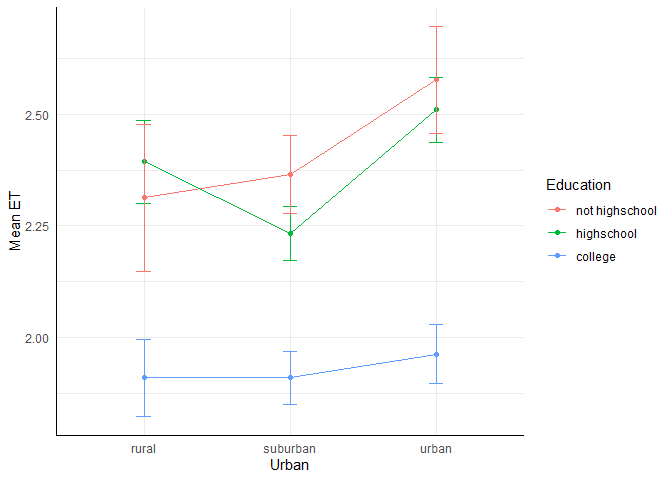 Mean ET
2.50
2.25
2.00
rural
suburban
urban
Urban
Education
not highschool
highschool
college